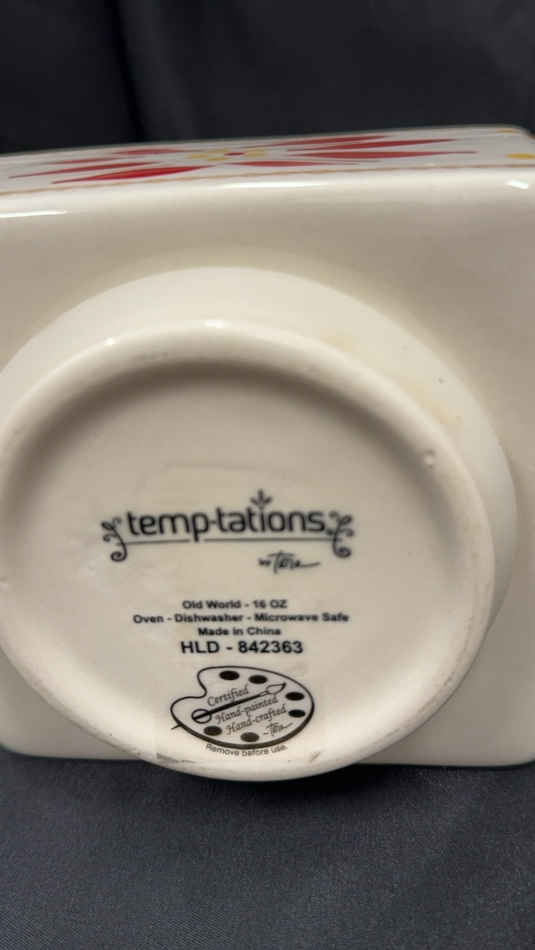 temp-tations
by Tara
Old World - 16 OZ
Oven - Dishwasher - Microwave Safe
Made in China
HLD - 842363
Certified
Hand-painted
Hand-crafted
~Tara
Remove before use.